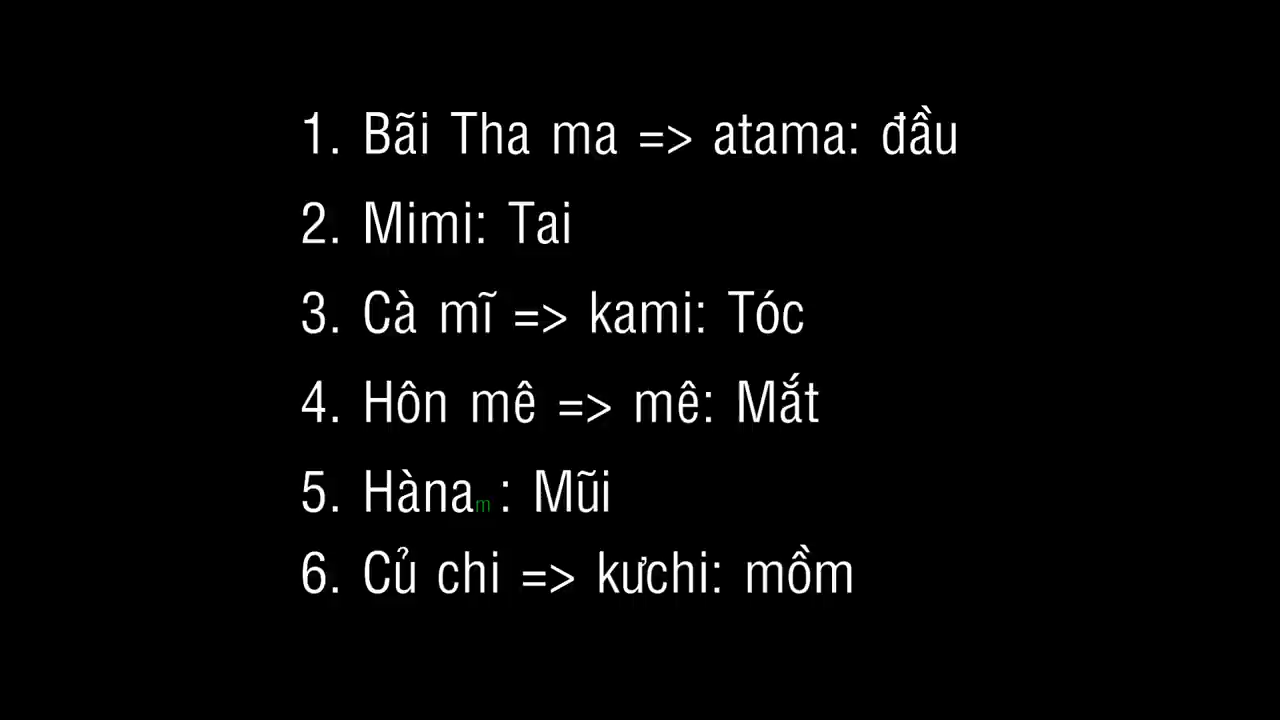 1. Bãi Tha ma => atama: đầu
2. Mimi: Tai
3. Cà mĩ => kami: Tóc
4. Hôn mê => mê: Mắt
5. Hànam : Mũi
6. Củ chi => kưchi: mồm